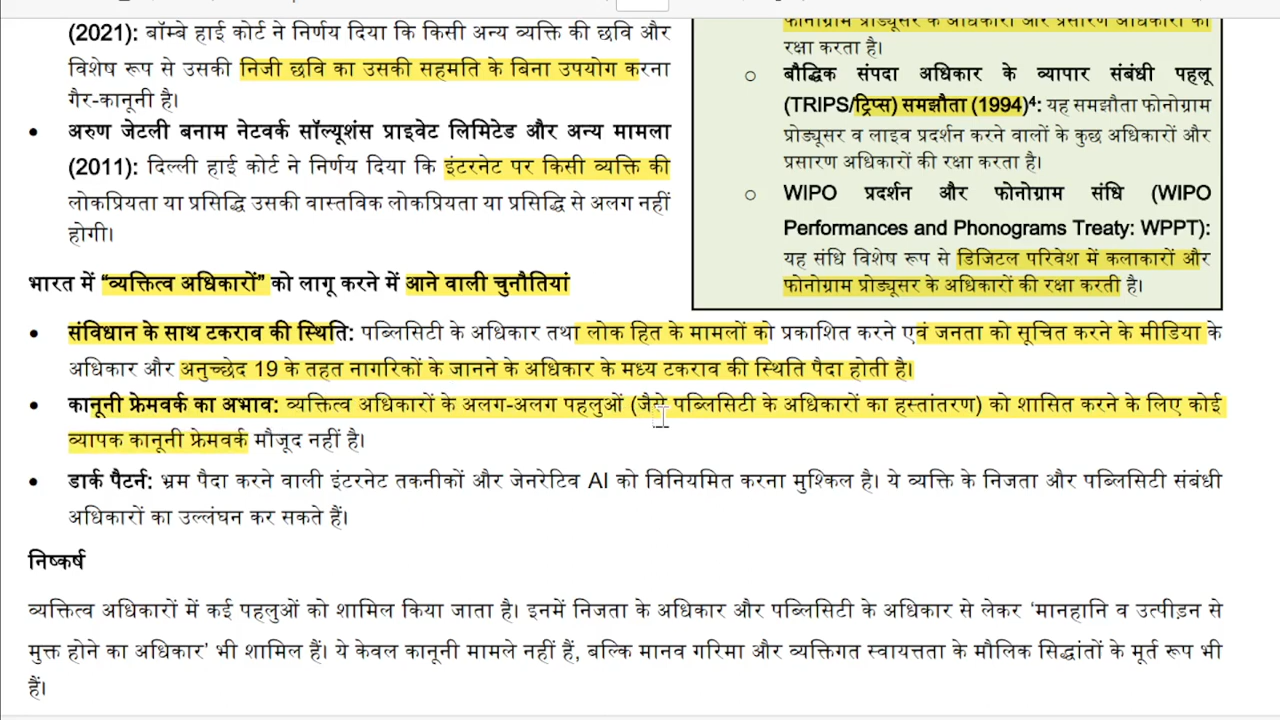 (2021): बॉम्बे हाई कोर्ट ने निर्णय दिया कि किसी अन्य व्यक्ति की छवि और
विशेष रूप से उसकी निजी छवि का उसकी सहमति के बिना उपयोग करना
गैर-कानूनी है।
• अरुण जेटली बनाम नेटवर्क सॉल्यूशंस प्राइवेट लिमिटेड और अन्य मामला
(2011): दिल्ली हाई कोर्ट ने निर्णय दिया कि इंटरनेट पर किसी व्यक्ति की
लोकप्रियता या प्रसिद्धि उसकी वास्तविक लोकप्रियता या प्रसिद्धि से अलग नहीं
होगी।
फोनोग्राम प्रोड्यूसर के अधिकारों और प्रसारण अधिकारों की
रक्षा करता है।
○ बौद्धिक संपदा अधिकार के व्यापार संबंधी पहलू
(TRIPS/ट्रिप्स) समझौता (1994)⁴: यह समझौता फोनोग्राम
प्रोड्यूसर व लाइव प्रदर्शन करने वालों के कुछ अधिकारों और
प्रसारण अधिकारों की रक्षा करता है।
○ WIPO प्रदर्शन और फोनोग्राम संधि (WIPO
Performances and Phonograms Treaty: WPPT):
यह संधि विशेष रूप से डिजिटल परिवेश में कलाकारों और
फोनोग्राम प्रोड्यूसर के अधिकारों की रक्षा करती है।
भारत में “व्यक्तित्व अधिकारों” को लागू करने में आने वाली चुनौतियां
• संविधान के साथ टकराव की स्थिति: पब्लिसिटी के अधिकार तथा लोक हित के मामलों को प्रकाशित करने एवं जनता को सूचित करने के मीडिया के
अधिकार और अनुच्छेद 19 के तहत नागरिकों के जानने के अधिकार के मध्य टकराव की स्थिति पैदा होती है।
• कानूनी फ्रेमवर्क का अभाव: व्यक्तित्व अधिकारों के अलग-अलग पहलुओं (जैसे पब्लिसिटी के अधिकारों का हस्तांतरण) को शासित करने के लिए कोई
व्यापक कानूनी फ्रेमवर्क मौजूद नहीं है।
• डार्क पैटर्न: भ्रम पैदा करने वाली इंटरनेट तकनीकों और जेनरेटिव AI को विनियमित करना मुश्किल है। ये व्यक्ति के निजता और पब्लिसिटी संबंधी
अधिकारों का उल्लंघन कर सकते हैं।
निष्कर्ष
व्यक्तित्व अधिकारों में कई पहलुओं को शामिल किया जाता है। इनमें निजता के अधिकार और पब्लिसिटी के अधिकार से लेकर ‘मानहानि व उत्पीड़न से
मुक्त होने का अधिकार’ भी शामिल हैं। ये केवल कानूनी मामले नहीं हैं, बल्कि मानव गरिमा और व्यक्तिगत स्वायत्तता के मौलिक सिद्धांतों के मूर्त रूप भी
हैं।